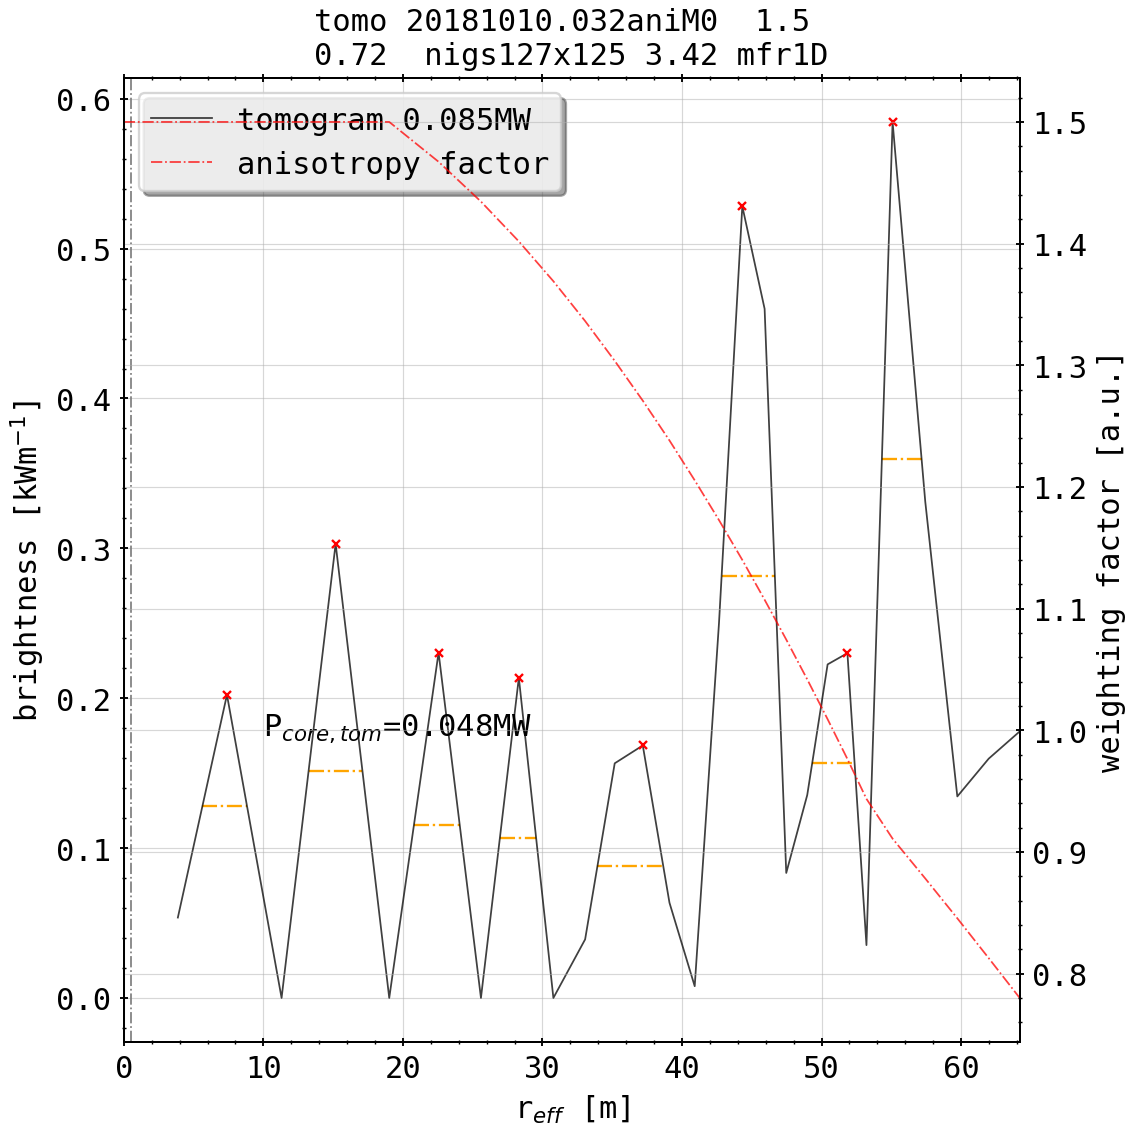 tomo 20181010.032aniM0  1.5
0.72  nigs127x125 3.42 mfr1D
tomogram 0.085MW
anisotropy factor
P_core,tom=0.048MW
brightness [kWm⁻¹]
0.6
0.5
0.4
0.3
0.2
0.1
0.0
weighting factor [a.u.]
1.5
1.4
1.3
1.2
1.1
1.0
0.9
0.8
0 10 20 30 40 50 60
r_eff [m]